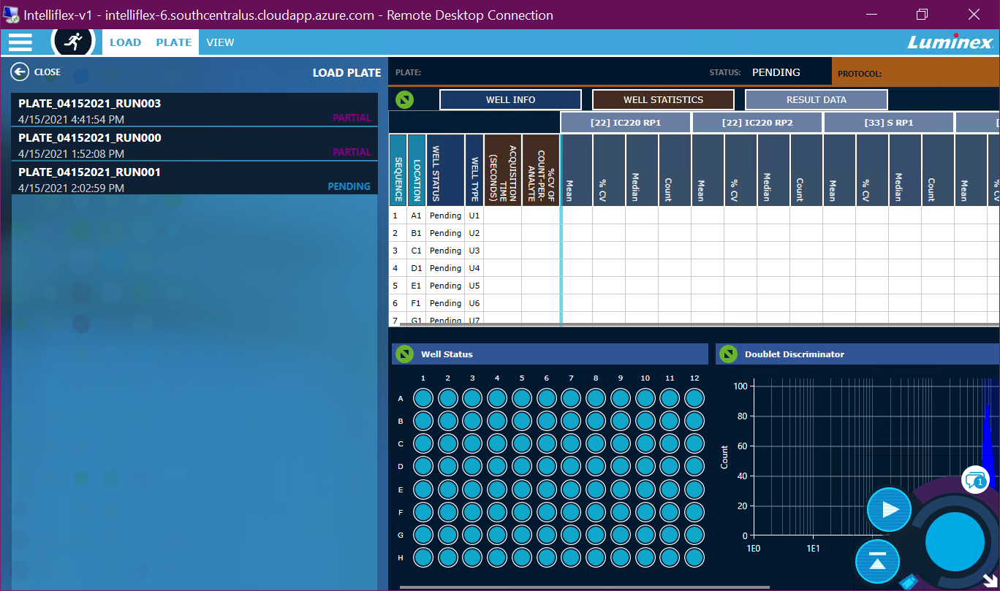 Intelliflex-v1 - intelliflex-6.southcentralus.cloudapp.azure.com - Remote Desktop Connection
LOAD PLATE VIEW
Luminex
CLOSE LOAD PLATE
PLATE_04152021_RUN003
4/15/2021 4:41:54 PM PARTIAL
PLATE_04152021_RUN000
4/15/2021 1:52:08 PM PARTIAL
PLATE_04152021_RUN001
4/15/2021 2:02:59 PM PENDING
PLATE: STATUS: PENDING PROTOCOL:
WELL INFO WELL STATISTICS RESULT DATA
[22] IC220 RP1 [22] IC220 RP2 [33] S RP1 [
SEQUENCE LOCATION WELL STATUS WELL TYPE ACQUISITION TIME (SECONDS) %CV OF COUNT-PER-ANALYTE Mean % CV Median Count Mean % CV Median Count Mean % CV Median Count Mean % CV
1 A1 Pending U1
2 B1 Pending U2
3 C1 Pending U3
4 D1 Pending U4
5 E1 Pending U5
6 F1 Pending U6
7 G1 Pending U7
Well Status
1 2 3 4 5 6 7 8 9 10 11 12
A
B
C
D
E
F
G
H
Doublet Discriminator
Count
100
80
60
40
20
0
1E0 1E1
1